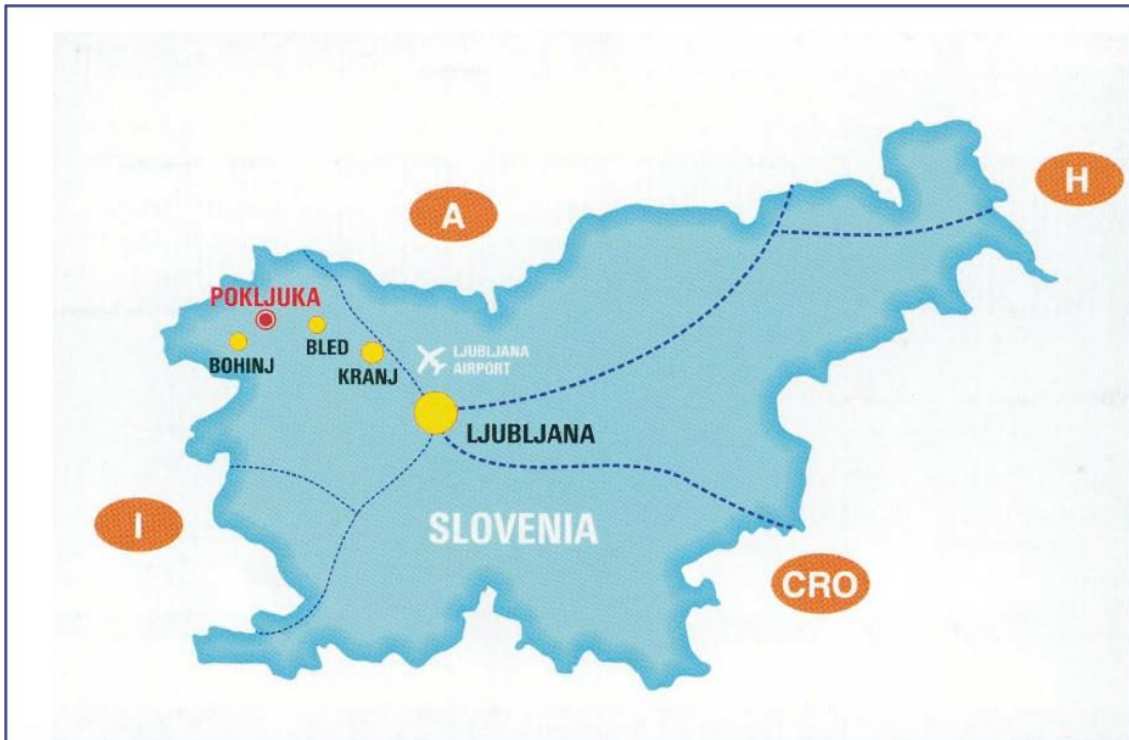 H
A
POKLJUKA
BLED
BOHINJ
KRANJ
LJUBLJANA
AIRPORT
LJUBLJANA
I
SLOVENIA
CRO